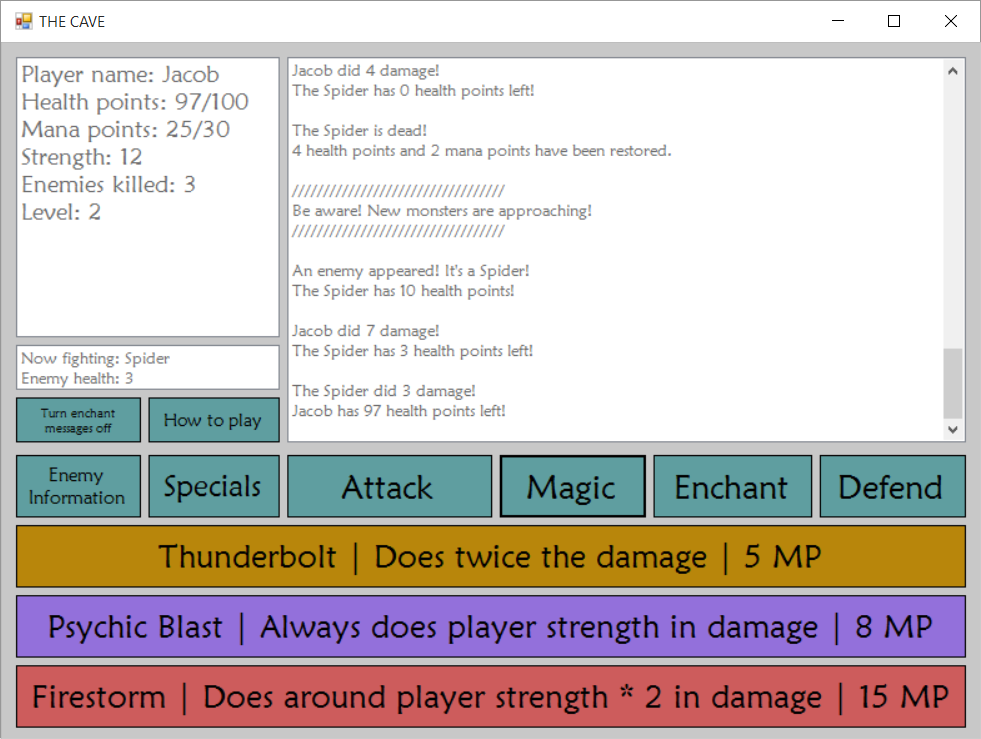 THE CAVE
Player name: Jacob
Health points: 97/100
Mana points: 25/30
Strength: 12
Enemies killed: 3
Level: 2
Now fighting: Spider
Enemy health: 3
Jacob did 4 damage!
The Spider has 0 health points left!
The Spider is dead!
4 health points and 2 mana points have been restored.
//////////////////////////////////
Be aware! New monsters are approaching!
//////////////////////////////////
An enemy appeared! It's a Spider!
The Spider has 10 health points!
Jacob did 7 damage!
The Spider has 3 health points left!
The Spider did 3 damage!
Jacob has 97 health points left!
Turn enchant
messages off
How to play
Enemy
Information
Specials
Attack
Magic
Enchant
Defend
Thunderbolt | Does twice the damage | 5 MP
Psychic Blast | Always does player strength in damage | 8 MP
Firestorm | Does around player strength * 2 in damage | 15 MP